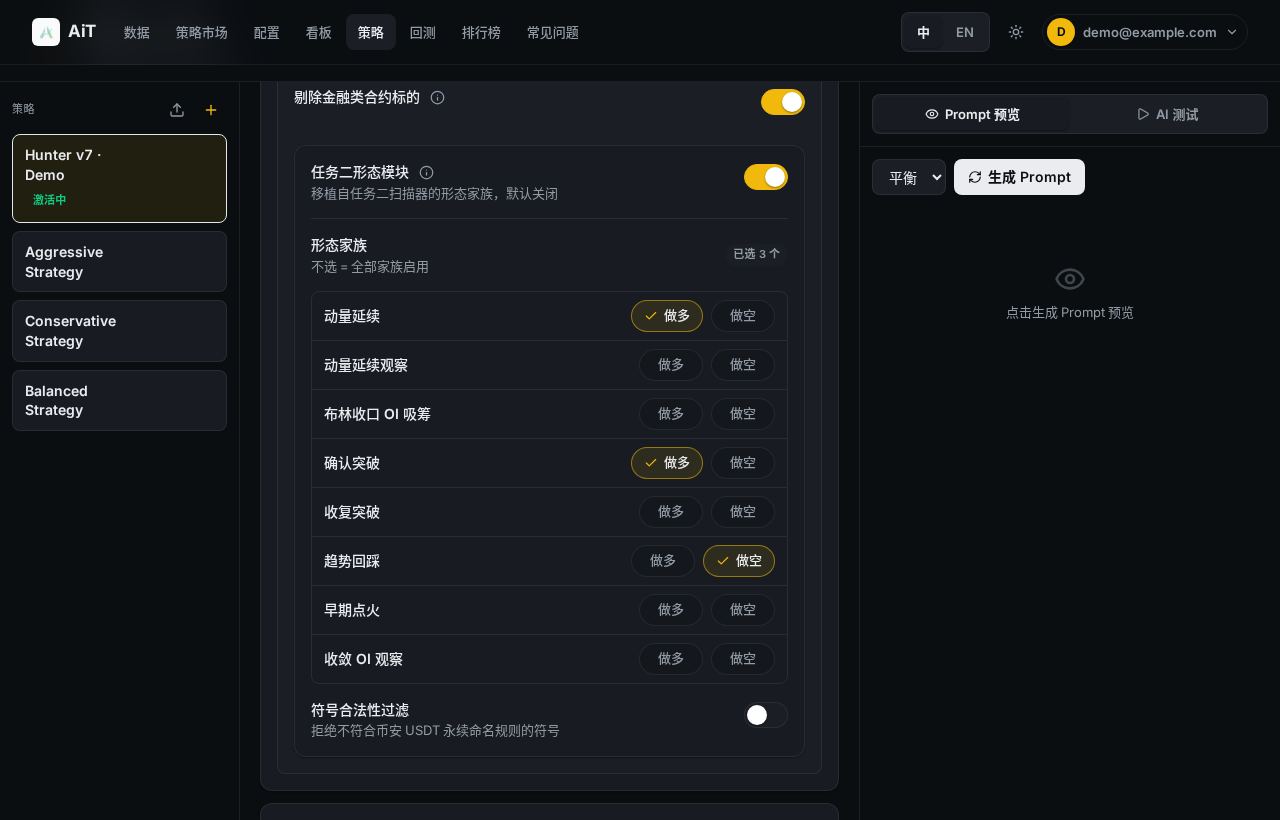 AiT
数据
策略市场
配置
看板
策略
回测
排行榜
常见问题
中
EN
D
demo@example.com
策略
Hunter v7 ·
Demo
激活中
Aggressive
Strategy
Conservative
Strategy
Balanced
Strategy
剔除金融类合约标的
任务二形态模块
移植自任务二扫描器的形态家族，默认关闭
形态家族
不选 = 全部家族启用
已选 3 个
动量延续 做多 做空
动量延续观察 做多 做空
布林收口 OI 吸筹 做多 做空
确认突破 做多 做空
收复突破 做多 做空
趋势回踩 做多 做空
早期点火 做多 做空
收敛 OI 观察 做多 做空
符号合法性过滤
拒绝不符合币安 USDT 永续命名规则的符号
Prompt 预览
AI 测试
平衡
生成 Prompt
点击生成 Prompt 预览